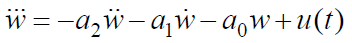 w⃛ = −a₂ẅ − a₁ẇ − a₀w + u(t)